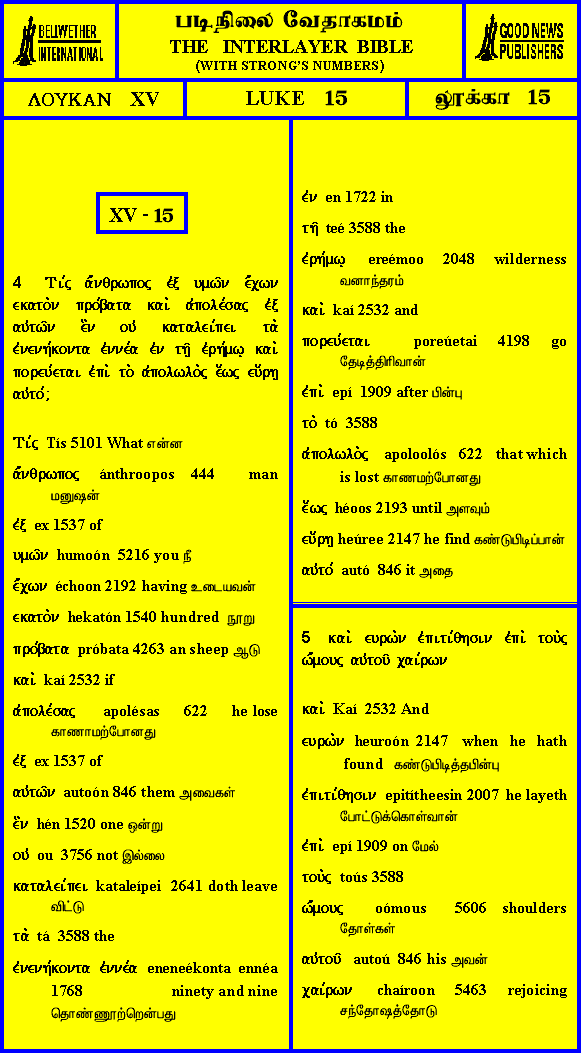 BELLWETHER
INTERNATIONAL
படிநிலை வேதாகமம்
THE INTERLAYER BIBLE
(WITH STRONG'S NUMBERS)
GOOD NEWS
PUBLISHERS
ΛΟΥΚΑΝ XV
LUKE 15
லூக்கா 15
XV - 15
4 Τίς ἄνθρωπος ἐξ υμῶν ἔχων
εκατὸν πρόβατα καὶ ἀπολέσας ἐξ
αὐτῶν ἓν οὐ καταλείπει τὰ
ἐνενήκοντα ἐννέα ἐν τῇ ἐρήμῳ καὶ
πορεύεται ἐπὶ τὸ ἀπολωλὸς ἕως εὕρῃ
αὐτό;
Τίς Tís 5101 What என்ன
ἄνθρωπος ánthroopos 444 man
மனுஷன்
ἐξ ex 1537 of
υμῶν humoón 5216 you நீ
ἔχων échoon 2192 having உடையவன்
εκατὸν hekatón 1540 hundred நூறு
πρόβατα próbata 4263 an sheep ஆடு
καὶ kaí 2532 if
ἀπολέσας apolésas 622 he lose
காணாமற்போனது
ἐξ ex 1537 of
αὐτῶν autoón 846 them அவைகள்
ἓν hén 1520 one ஒன்று
οὐ ou 3756 not இல்லை
καταλείπει kataleípei 2641 doth leave
விட்டு
τὰ tá 3588 the
ἐνενήκοντα ἐννέα eneneékonta ennéa
1768 ninety and nine
தொண்ணூற்றென்பது
ἐν en 1722 in
τῇ teé 3588 the
ἐρήμῳ ereémoo 2048 wilderness
வனாந்தரம்
καὶ kaí 2532 and
πορεύεται poreúetai 4198 go
தேடித்திரிவான்
ἐπὶ epí 1909 after பின்பு
τὸ tó 3588
ἀπολωλὸς apoloolós 622 that which
is lost காணமற்போனது
ἕως héoos 2193 until அளவும்
εὕρῃ heúree 2147 he find கண்டுபிடிப்பான்
αὐτό autó 846 it அதை
5 καὶ ευρὼν ἐπιτίθησιν ἐπὶ τοὺς
ὤμους αὐτοῦ χαίρων
καὶ Kaí 2532 And
ευρὼν heuroón 2147 when he hath
found கண்டுபிடித்தபின்பு
ἐπιτίθησιν epitítheesin 2007 he layeth
போட்டுக்கொள்வான்
ἐπὶ epí 1909 on மேல்
τοὺς toús 3588
ὤμους oómous 5606 shoulders
தோள்கள்
αὐτοῦ autoú 846 his அவன்
χαίρων chaíroon 5463 rejoicing
சந்தோஷத்தோடு